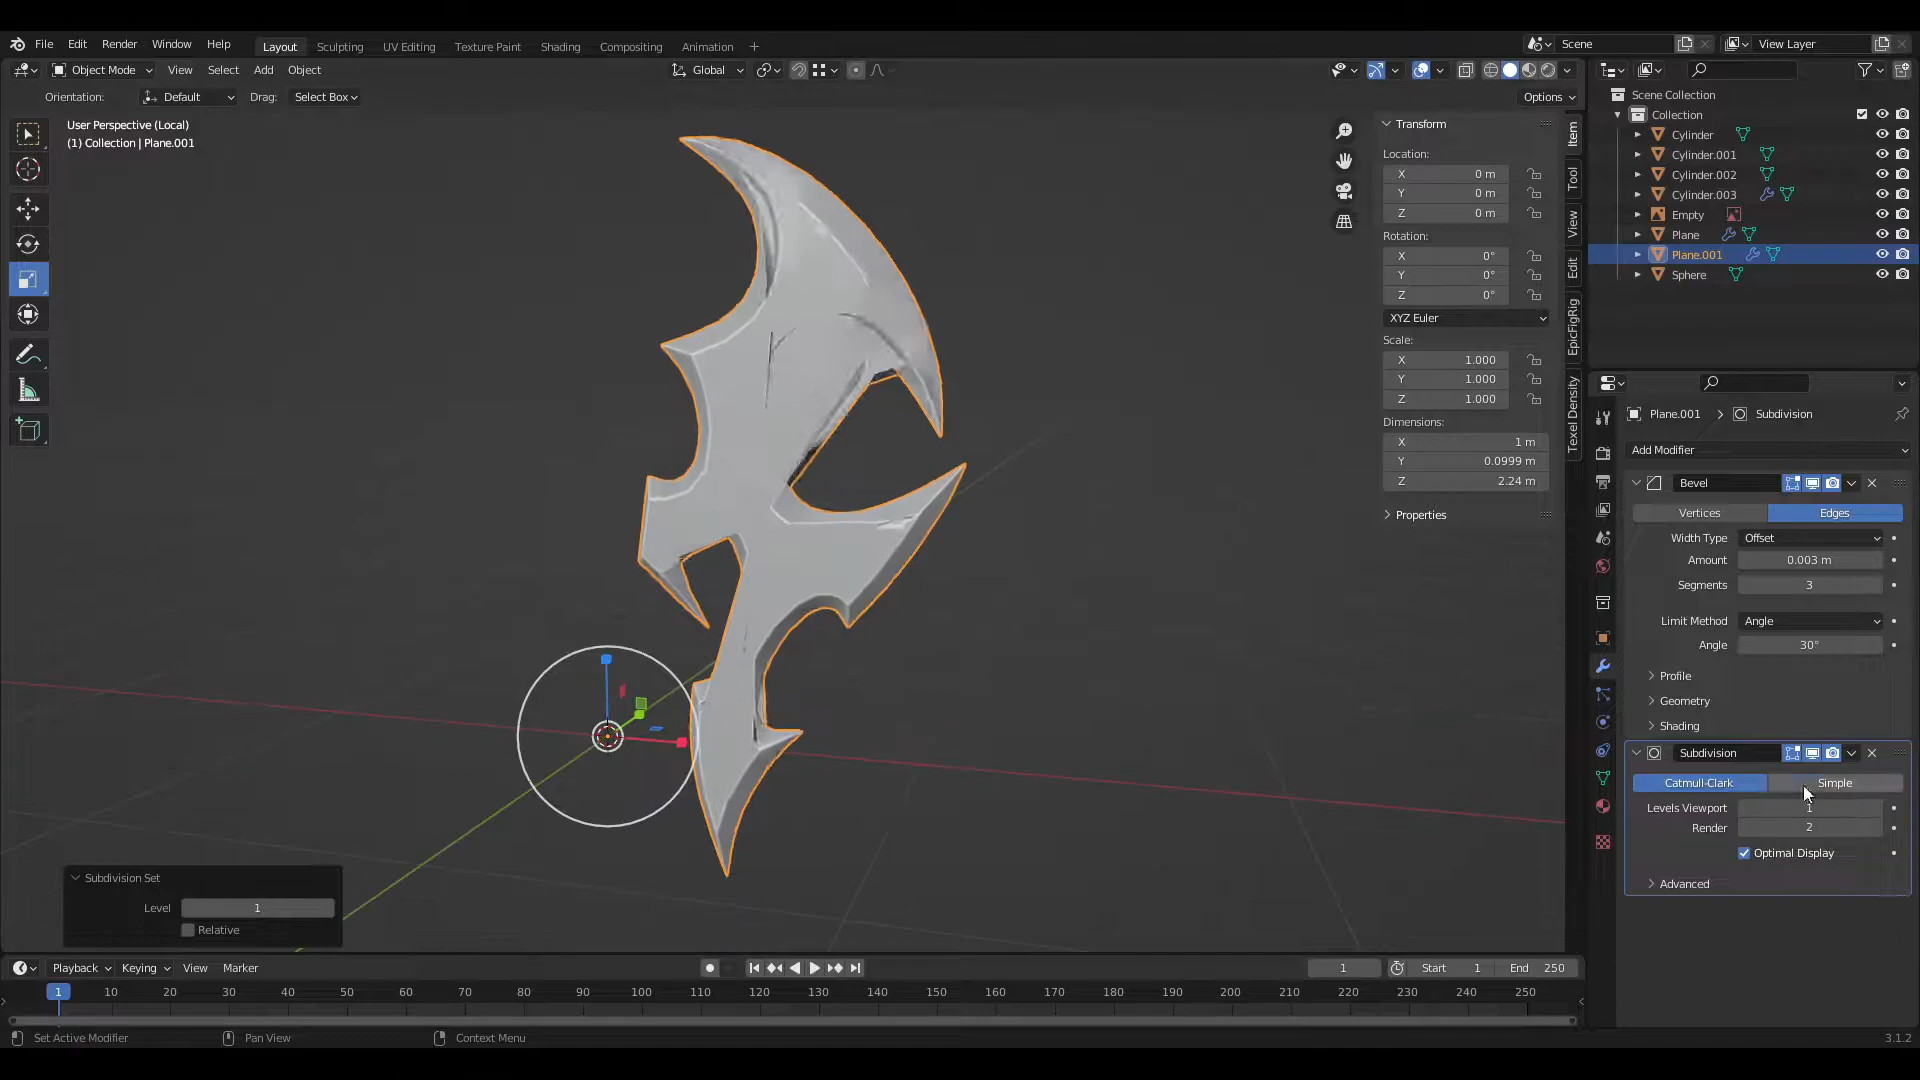 File Edit Render Window Help Layout Sculpting UV Editing Texture Paint Shading Compositing Animation + Scene View Layer
Object Mode View Select Add Object Global
Orientation: Default Drag: Select Box Options
User Perspective (Local)
(1) Collection | Plane.001
Transform
Location:
X 0 m
Y 0 m
Z 0 m
Rotation:
X 0°
Y 0°
Z 0°
XYZ Euler
Scale:
X 1.000
Y 1.000
Z 1.000
Dimensions:
X 1 m
Y 0.0999 m
Z 2.24 m
Properties
Item
Tool
View
Edit
EpicFigRig
Texel Density
Scene Collection
Collection
Cylinder
Cylinder.001
Cylinder.002
Cylinder.003
Empty
Plane
Plane.001
Sphere
Plane.001 > Subdivision
Add Modifier
Bevel
Vertices Edges
Width Type Offset
Amount 0.003 m
Segments 3
Limit Method Angle
Angle 30°
Profile
Geometry
Shading
Subdivision
Catmull-Clark Simple
Levels Viewport 1
Render 2
Optimal Display
Advanced
Subdivision Set
Level 1
Relative
Playback Keying View Marker 1 Start 1 End 250
1 10 20 30 40 50 60 70 80 90 100 110 120 130 140 150 160 170 180 190 200 210 220 230 240 250
Set Active Modifier Pan View Context Menu 3.1.2